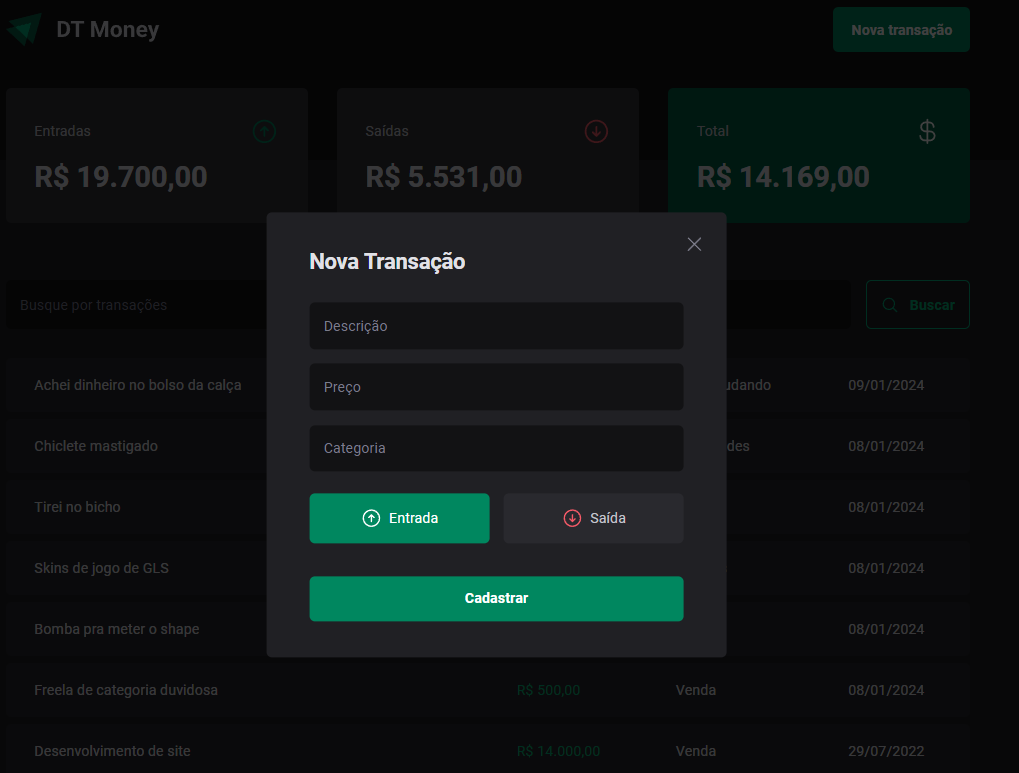 DT Money
Nova transação
Entradas
Saídas
Total
R$ 19.700,00
R$ 5.531,00
R$ 14.169,00
Nova Transação
Descrição
Preço
Categoria
Entrada
Saída
Cadastrar
Busque por transações
Buscar
Achei dinheiro no bolso da calça
09/01/2024
Chiclete mastigado
08/01/2024
Tirei no bicho
08/01/2024
Skins de jogo de GLS
08/01/2024
Bomba pra meter o shape
08/01/2024
Freela de categoria duvidosa
R$ 500,00
Venda
08/01/2024
Desenvolvimento de site
R$ 14.000,00
Venda
29/07/2022